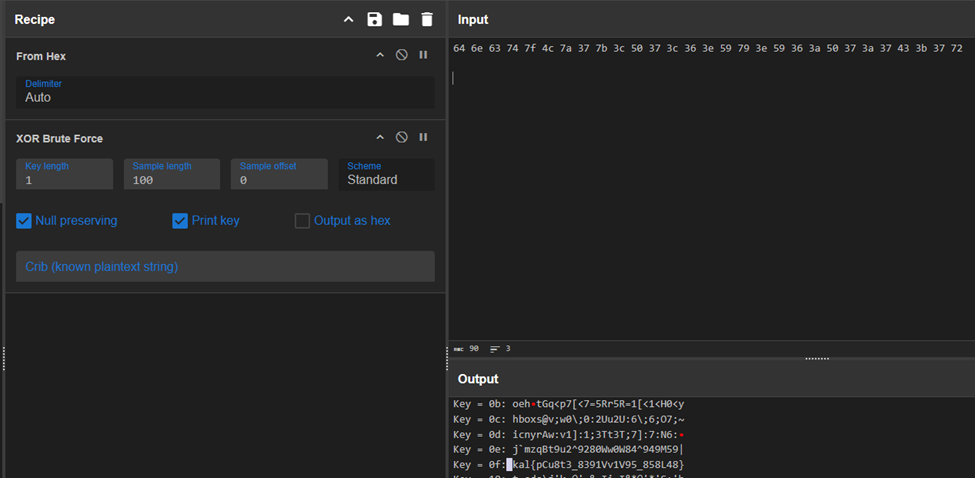 Recipe
From Hex
Delimiter
Auto
XOR Brute Force
Key length
1
Sample length
100
Sample offset
0
Scheme
Standard
Null preserving
Print key
Output as hex
Crib (known plaintext string)
Input
64 6e 63 74 7f 4c 7a 37 7b 3c 50 37 3c 36 3e 59 79 3e 59 36 3a 50 37 3a 37 43 3b 37 72
REC 90 3
Output
Key = 0b: oeh•tGq<p7[<7=5Rr5R=1[<1<H0<y
Key = 0c: hboxs@v;w0\;0:2Uu2U:6\;6;O7;~
Key = 0d: icnyrAw:v1]:1;3Tt3T;7]:7:N6:•
Key = 0e: j`mzqBt9u2^9280Ww0W84^949M59|
Key = 0f: kal{pCu8t3_8391Vv1V95_858L48}